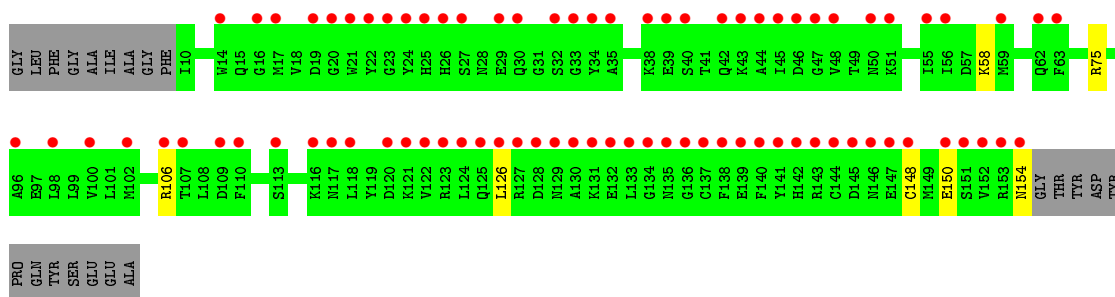 GLY LEU PHE GLY ALA ILE ALA GLY PHE I10 W14 Q15 G16 M17 V18 D19 G20 W21 Y22 G23 Y24 H25 H26 S27 N28 E29 Q30 G31 S32 G33 Y34 A35 K38 E39 S40 T41 Q42 K43 A44 I45 D46 G47 V48 T49 N50 K51 I55 I56 D57 K58 M59 Q62 F63 R75
A96 E97 L98 L99 V100 L101 M102 R106 T107 L108 D109 F110 S113 K116 N117 L118 Y119 D120 K121 V122 R123 L124 Q125 L126 R127 D128 N129 A130 K131 E132 L133 G134 N135 G136 C137 F138 E139 F140 Y141 H142 R143 C144 D145 N146 E147 C148 M149 E150 S151 V152 R153 N154 GLY THR TYR ASP TYR
PRO GLN TYR SER GLU GLU ALA